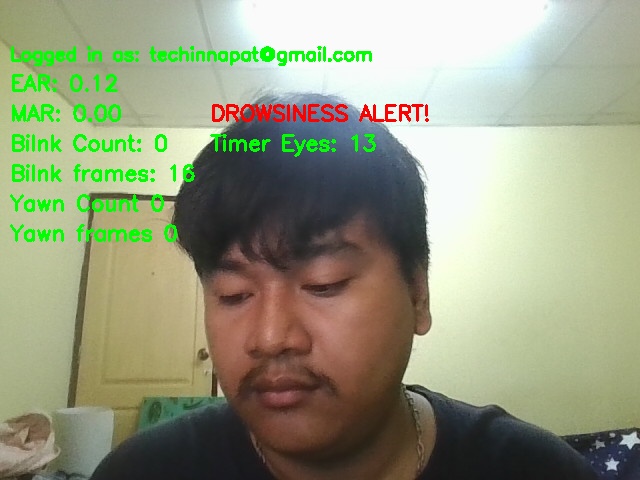 Logged in as: techinnapat@gmail.com
EAR: 0.12
MAR: 0.00 DROWSINESS ALERT!
Bilnk Count: 0 Timer Eyes: 13
Bilnk frames: 16
Yawn Count 0
Yawn frames 0